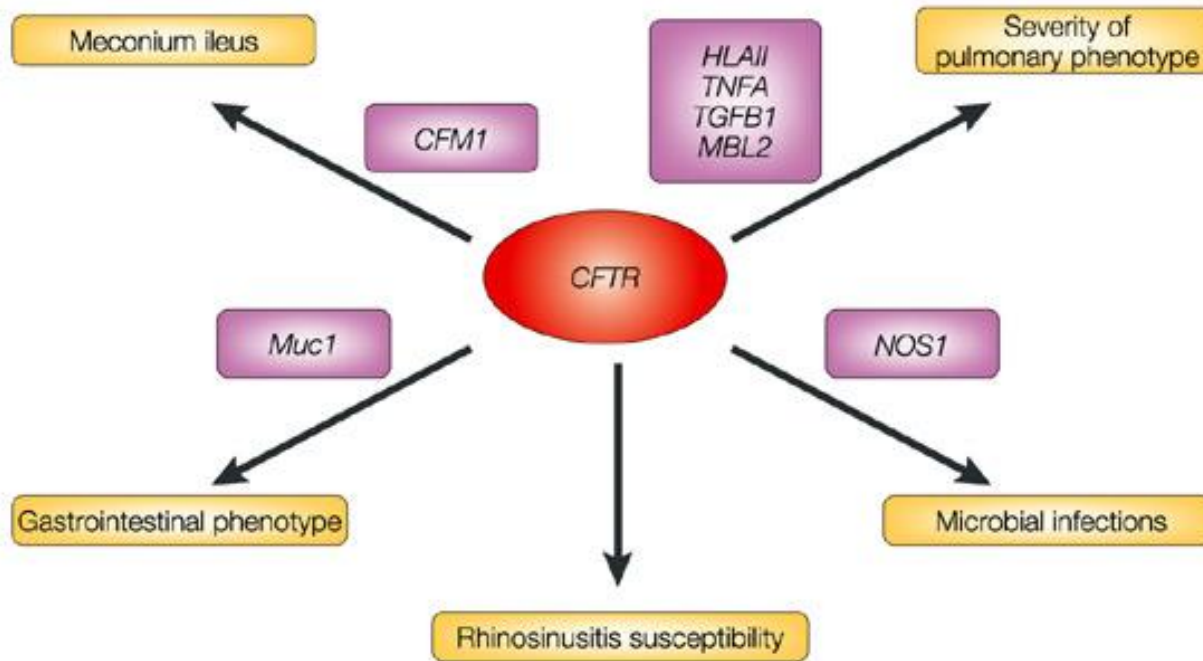 Meconium ileus
HLAII
TNFA
TGFB1
MBL2
Severity of
pulmonary phenotype
CFM1
CFTR
Muc1
NOS1
Gastrointestinal phenotype
Microbial infections
Rhinosinusitis susceptibility